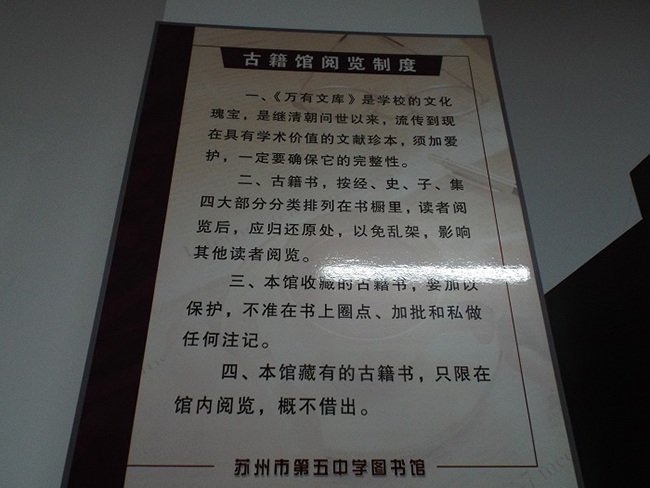 古籍馆阅览制度
一、《万有文库》是学校的文化
瑰宝，是继清朝问世以来，流传到现
在具有学术价值的文献珍本，须加爱
护，一定要确保它的完整性。
二、古籍书，按经、史、子、集
四大部分分类排列在书橱里，读者阅
览后，应归还原处，以免乱架，影响
其他读者阅览。
三、本馆收藏的古籍书，要加以
保护，不准在书上圈点、加批和私做
任何注记。
四、本馆藏有的古籍书，只限在
馆内阅览，概不借出。
苏州市第五中学图书馆